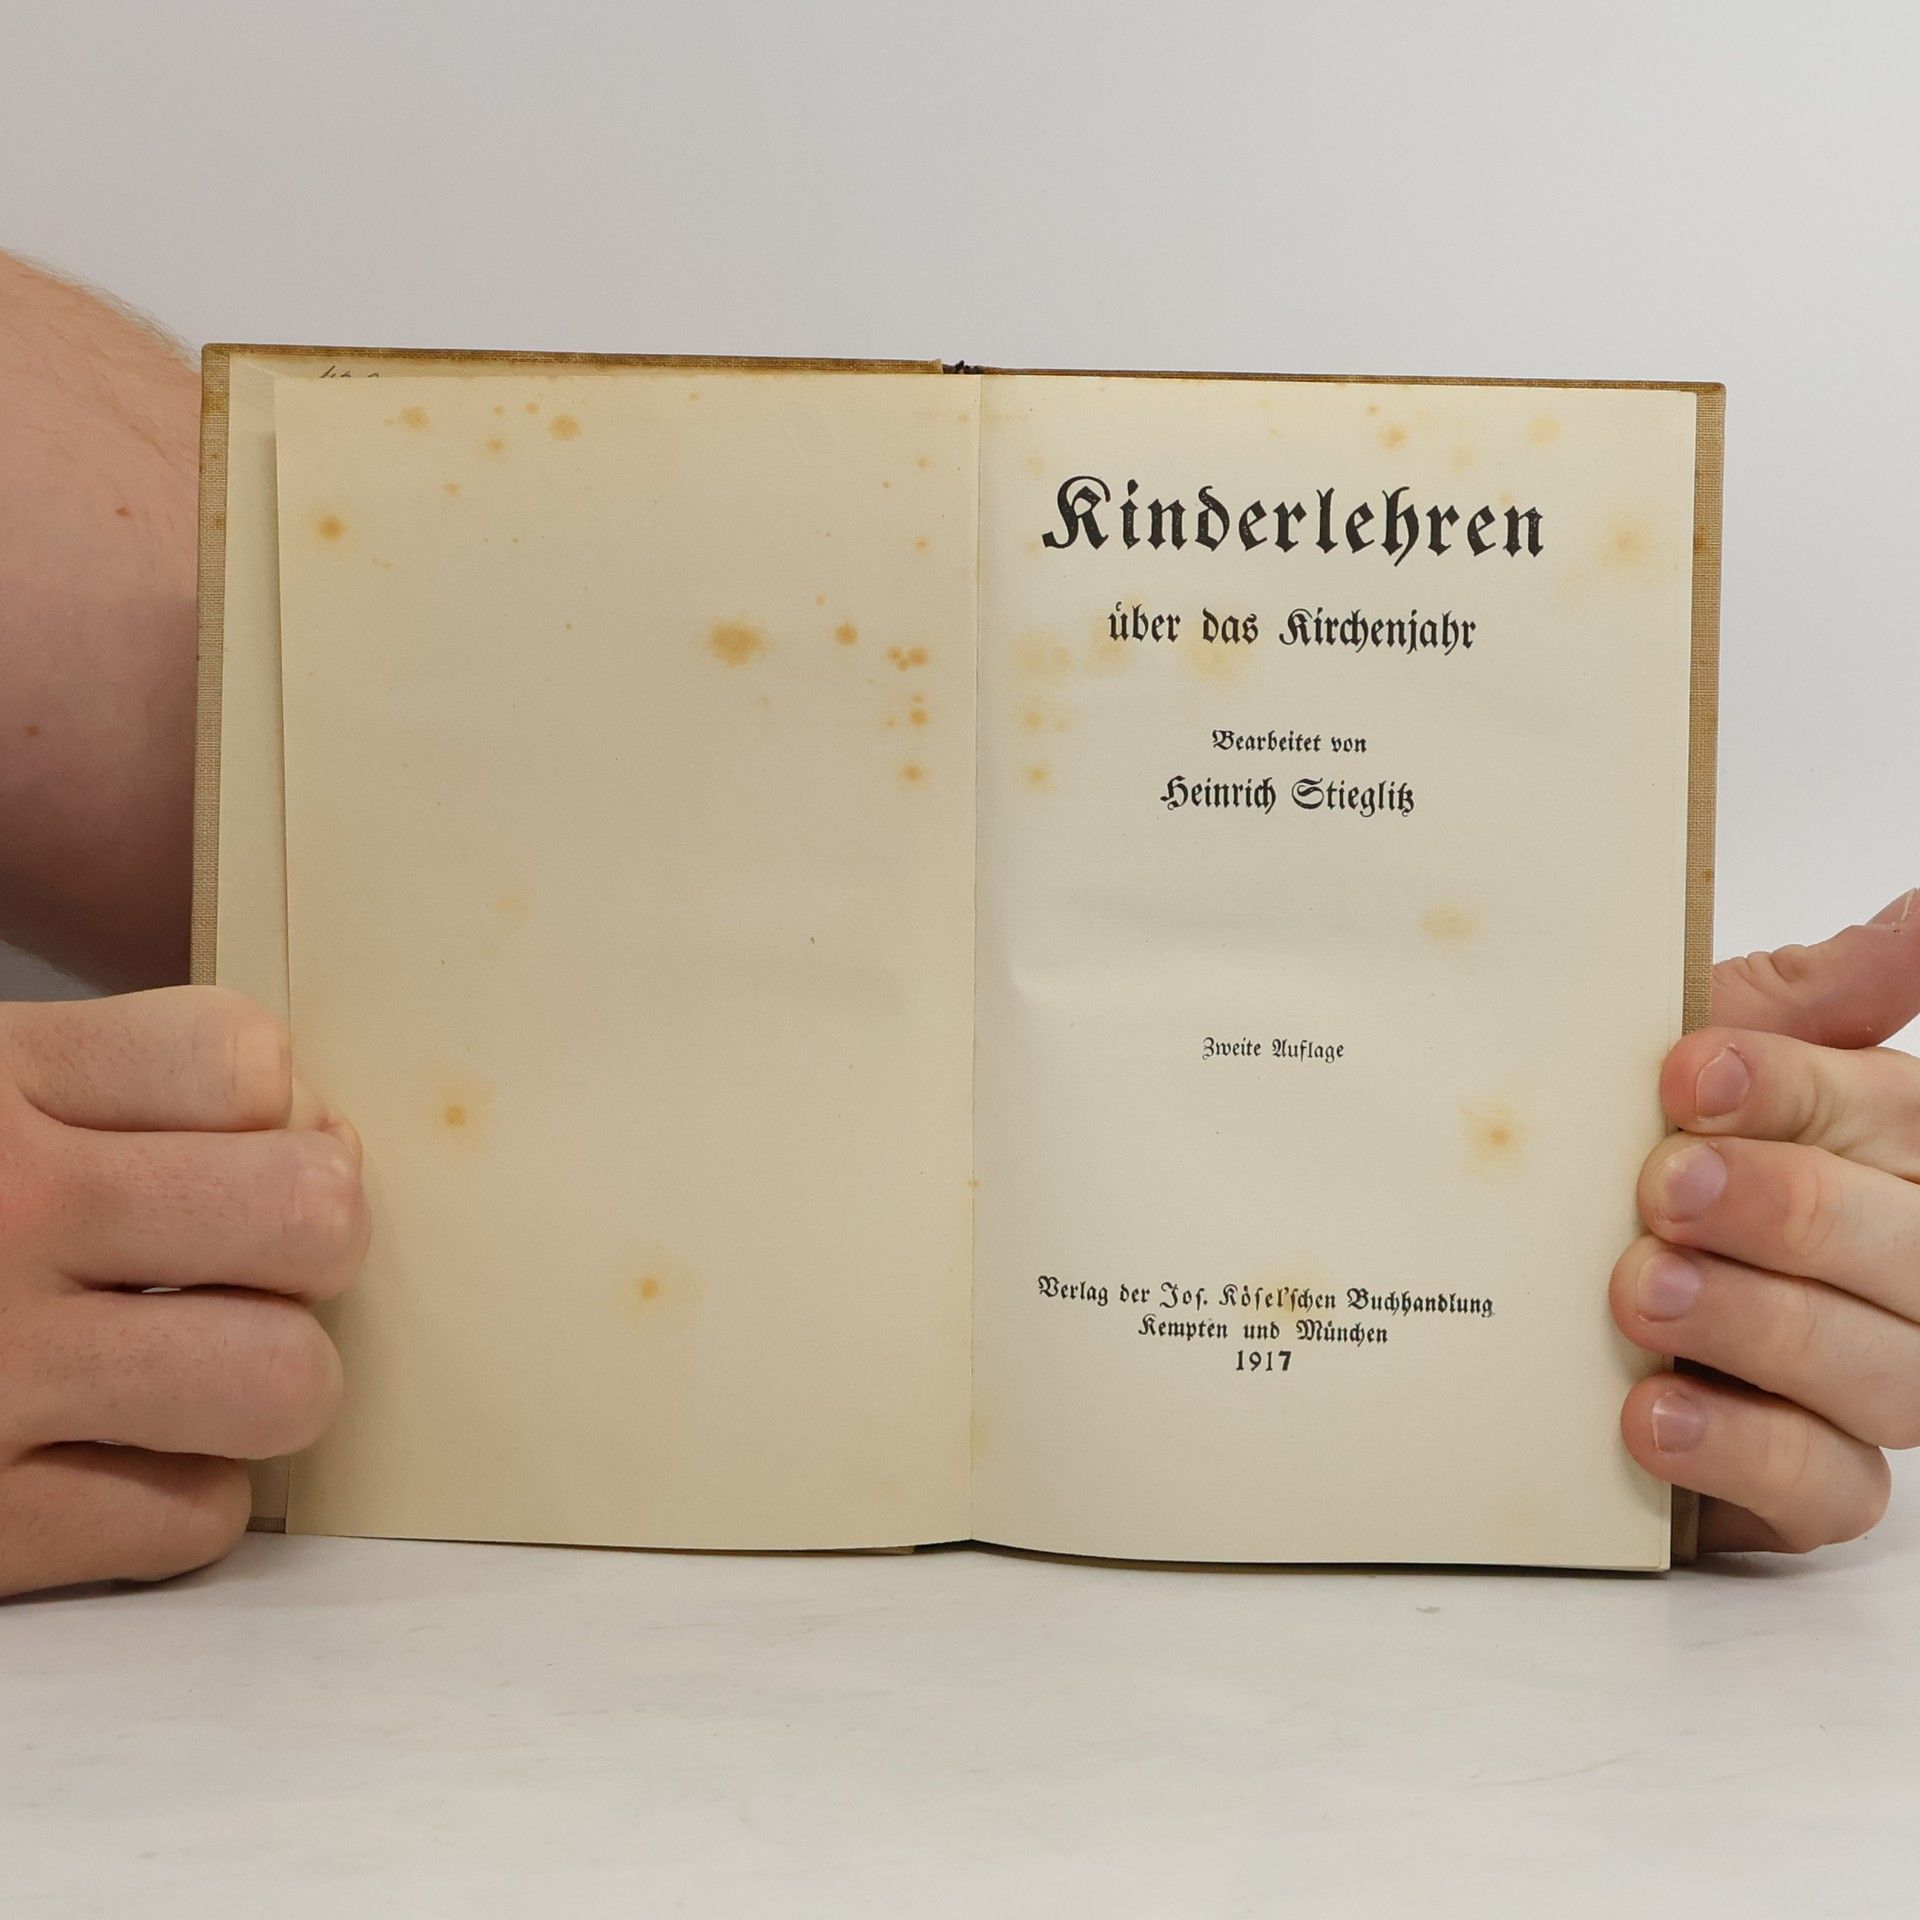 Kinderlehren
über das Kirchenjahr
Bearbeitet von
Heinrich Stieglitz
Zweite Auflage
Verlag der Jos. Kösel'schen Buchhandlung
Kempten und München
1917